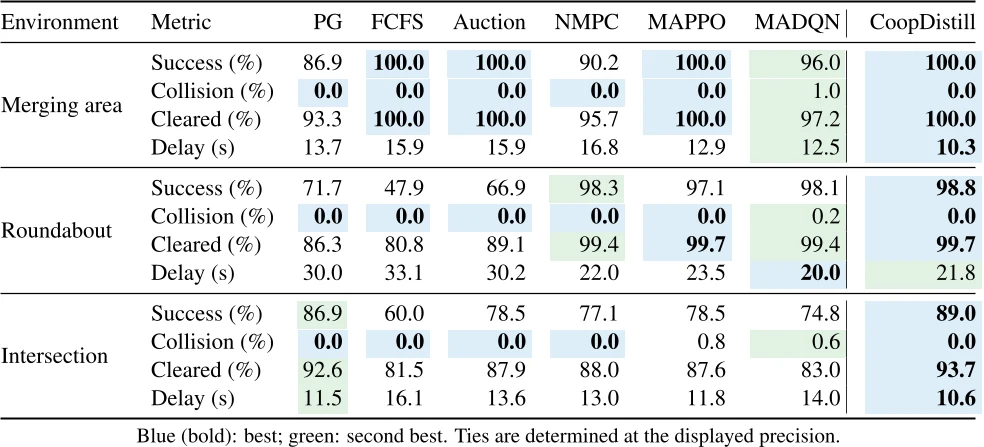 Environment Metric PG FCFS Auction NMPC MAPPO MADQN CoopDistill
Success (%) 86.9 100.0 100.0 90.2 100.0 96.0 100.0
Collision (%) 0.0 0.0 0.0 0.0 0.0 1.0 0.0
Merging area
Cleared (%) 93.3 100.0 100.0 95.7 100.0 97.2 100.0
Delay (s) 13.7 15.9 15.9 16.8 12.9 12.5 10.3
Success (%) 71.7 47.9 66.9 98.3 97.1 98.1 98.8
Collision (%) 0.0 0.0 0.0 0.0 0.0 0.2 0.0
Roundabout
Cleared (%) 86.3 80.8 89.1 99.4 99.7 99.4 99.7
Delay (s) 30.0 33.1 30.2 22.0 23.5 20.0 21.8
Success (%) 86.9 60.0 78.5 77.1 78.5 74.8 89.0
Collision (%) 0.0 0.0 0.0 0.0 0.8 0.6 0.0
Intersection
Cleared (%) 92.6 81.5 87.9 88.0 87.6 83.0 93.7
Delay (s) 11.5 16.1 13.6 13.0 11.8 14.0 10.6
Blue (bold): best; green: second best. Ties are determined at the displayed precision.